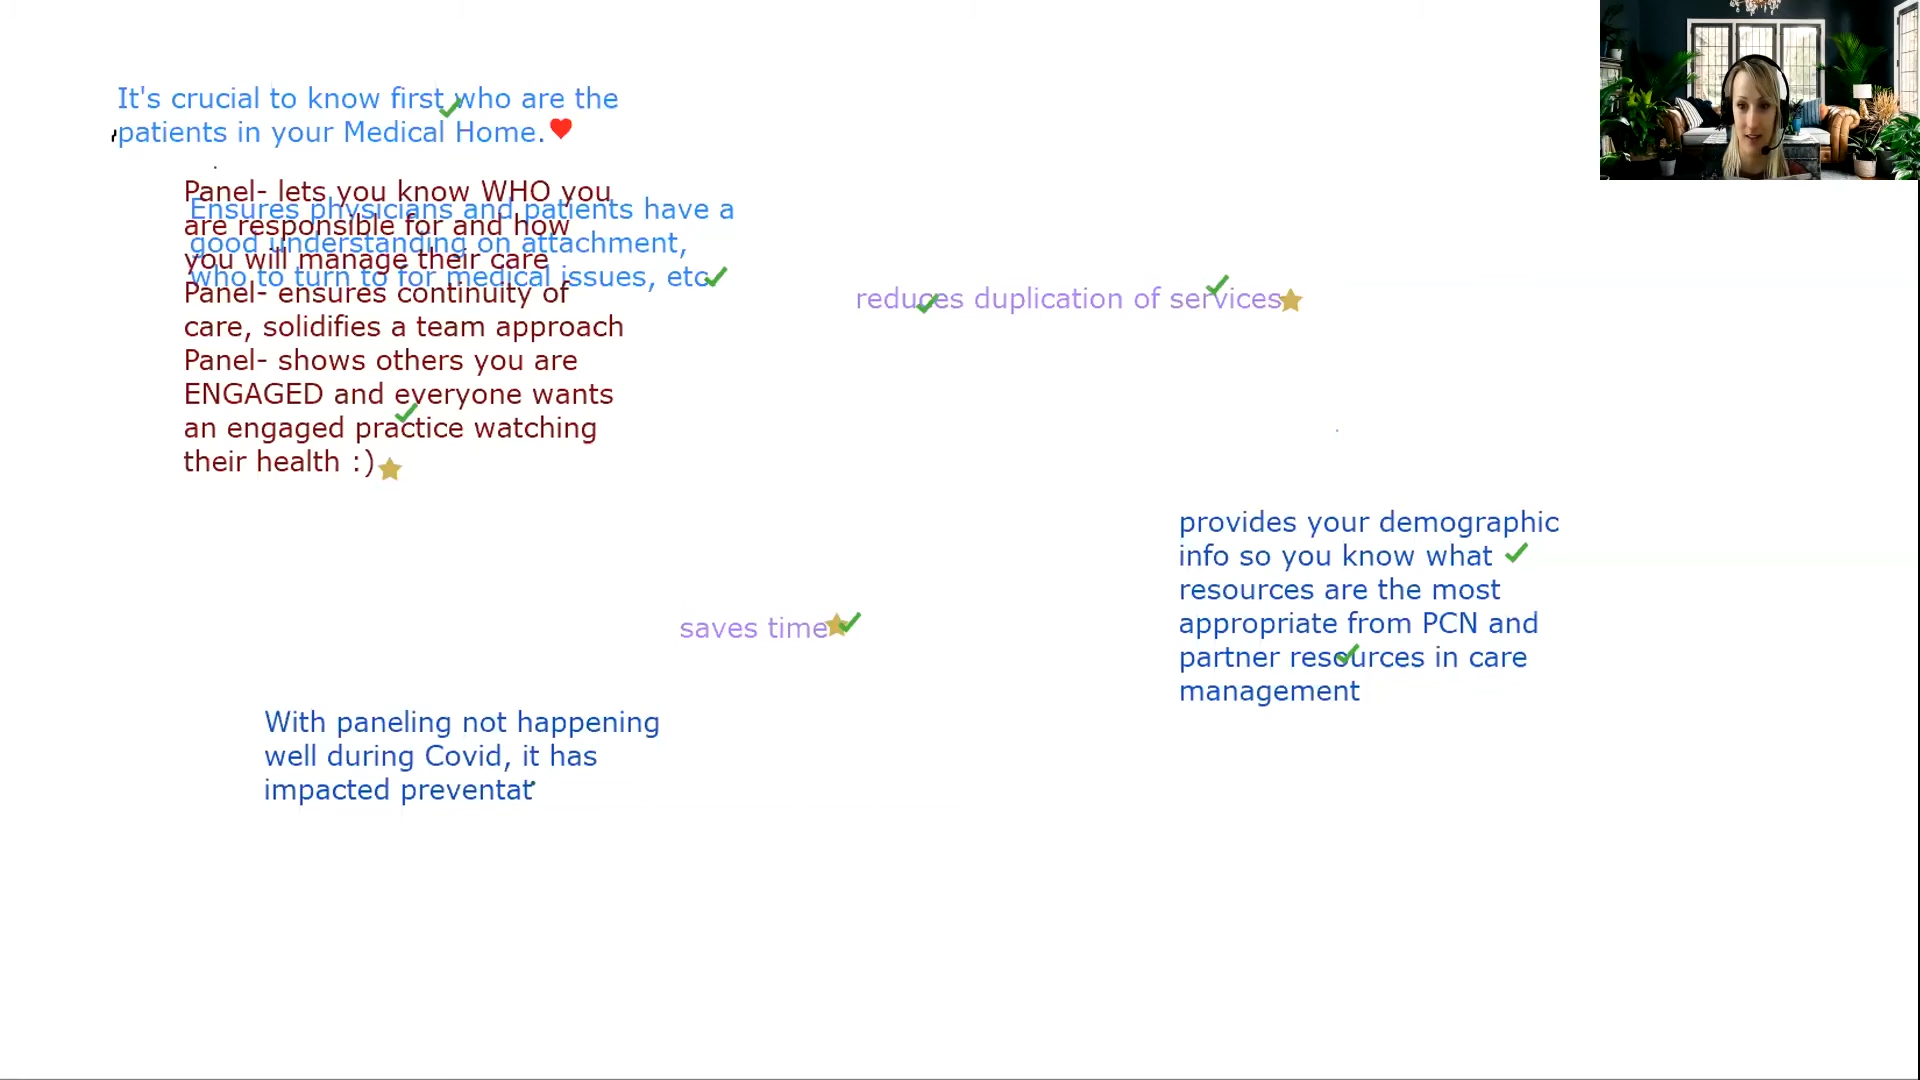 It's crucial to know first who are the
patients in your Medical Home.
Panel- lets you know WHO you
are responsible for and how
you will manage their care
Panel- ensures continuity of
care, solidifies a team approach
Panel- shows others you are
ENGAGED and everyone wants
an engaged practice watching
their health :)
Ensures physicians and patients have a
good understanding on attachment,
who to turn to for medical issues, etc
reduces duplication of services
provides your demographic
info so you know what
resources are the most
appropriate from PCN and
partner resources in care
management
saves time
With paneling not happening
well during Covid, it has
impacted preventat